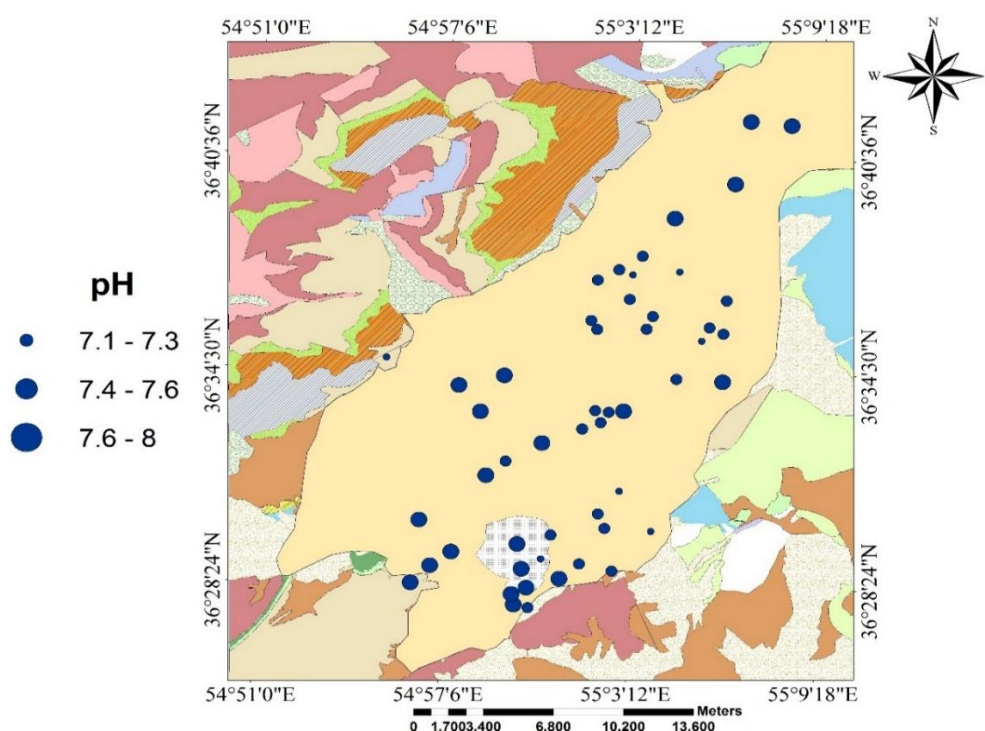 54°51'0"E 54°57'6"E 55°3'12"E 55°9'18"E
N
W
S
36°40'36"N 36°40'36"N
pH
7.1 - 7.3
7.4 - 7.6
7.6 - 8
36°34'30"N 36°34'30"N
36°28'24"N 36°28'24"N
54°51'0"E 54°57'6"E 55°3'12"E 55°9'18"E
Meters
0 1.7003.400 6.800 10.200 13.600